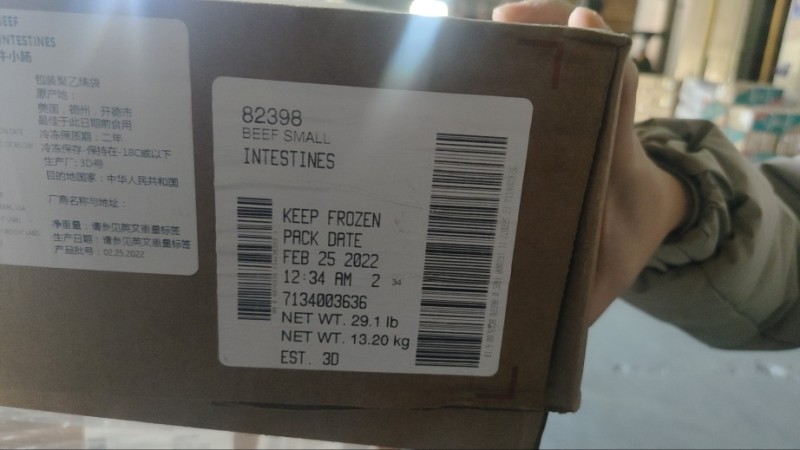 BEEF
INTESTINES
牛小肠
包装聚乙烯袋
原产地：
美国，德州，开德市
最佳于此日期前食用
冷冻保质期：二年
冷冻保存-保持在-18C或以下
生产厂: 3D号
目的地国家：中华人民共和国
厂商名称与地址：
净重量：请参见英文重量标签
生产日期：请参见英文重量标签
产品批号：02.25.2022
82398
BEEF SMALL
INTESTINES
KEEP FROZEN
PACK DATE
FEB 25 2022
12:34 AM 2 34
7134003636
NET WT. 29.1 lb
NET WT. 13.20 kg
EST. 3D